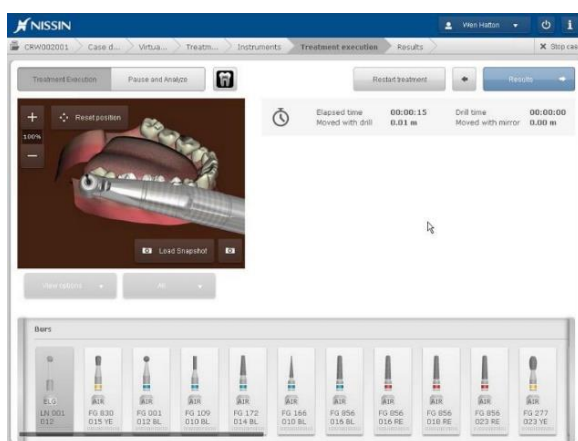 NISSIN
Wen Hatton
i
CRW002001
Case d...
Virtua...
Treatm...
Instruments
Treatment execution
Results
X Stop cas
Treatment Execution
Pause and Analyze
Restart treatment
Results
+
Reset position
100%
−
Elapsed time 00:00:15 Drill time 00:00:00
Moved with drill 0.01 m Moved with mirror 0.00 m
Load Snapshot
View options
All
Burs
ELO AIR AIR AIR AIR AIR AIR AIR AIR AIR AIR
LN 001 FG 830 FG 001 FG 109 FG 172 FG 166 FG 856 FG 856 FG 856 FG 856 FG 277
012 015 YE 012 BL 010 BL 014 BL 010 BL 016 BL 016 RE 018 RE 023 RE 023 YE